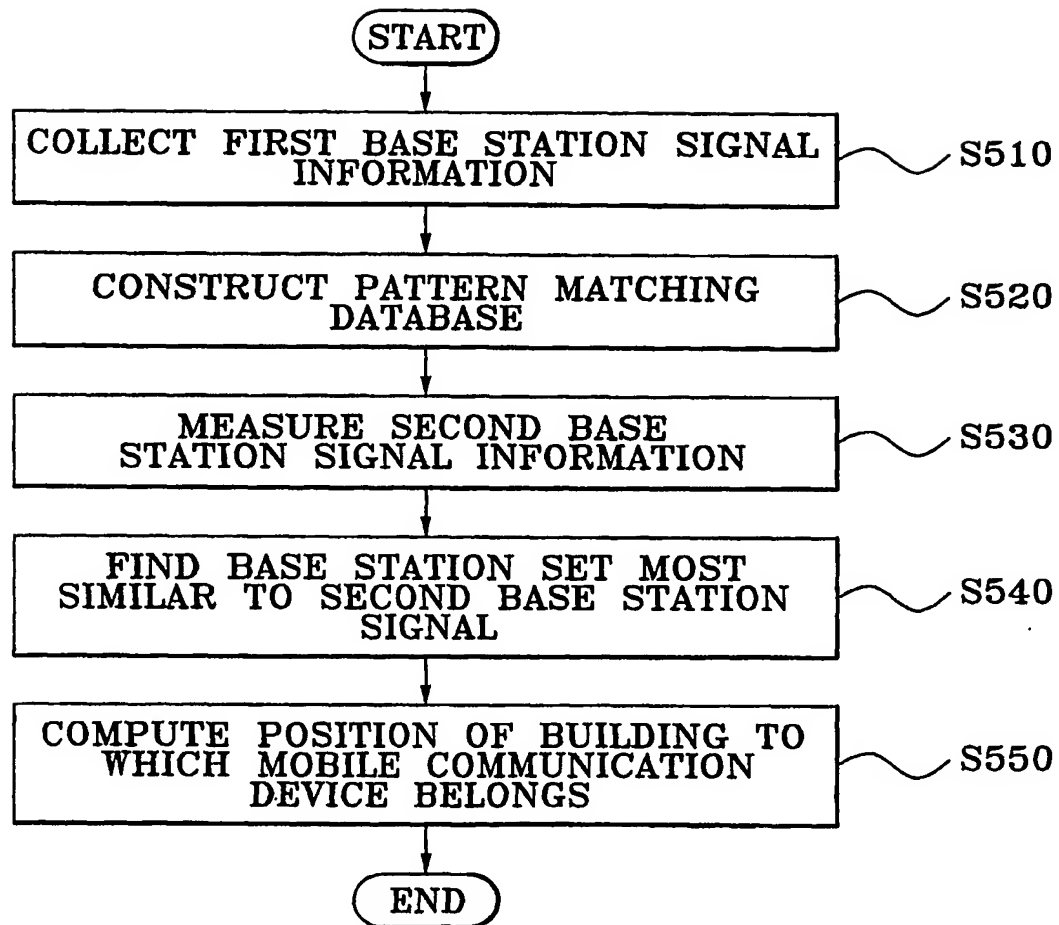 START
COLLECT FIRST BASE STATION SIGNAL
INFORMATION
S510
CONSTRUCT PATTERN MATCHING
DATABASE
S520
MEASURE SECOND BASE
STATION SIGNAL INFORMATION
S530
FIND BASE STATION SET MOST
SIMILAR TO SECOND BASE STATION
SIGNAL
S540
COMPUTE POSITION OF BUILDING TO
WHICH MOBILE COMMUNICATION
DEVICE BELONGS
S550
END